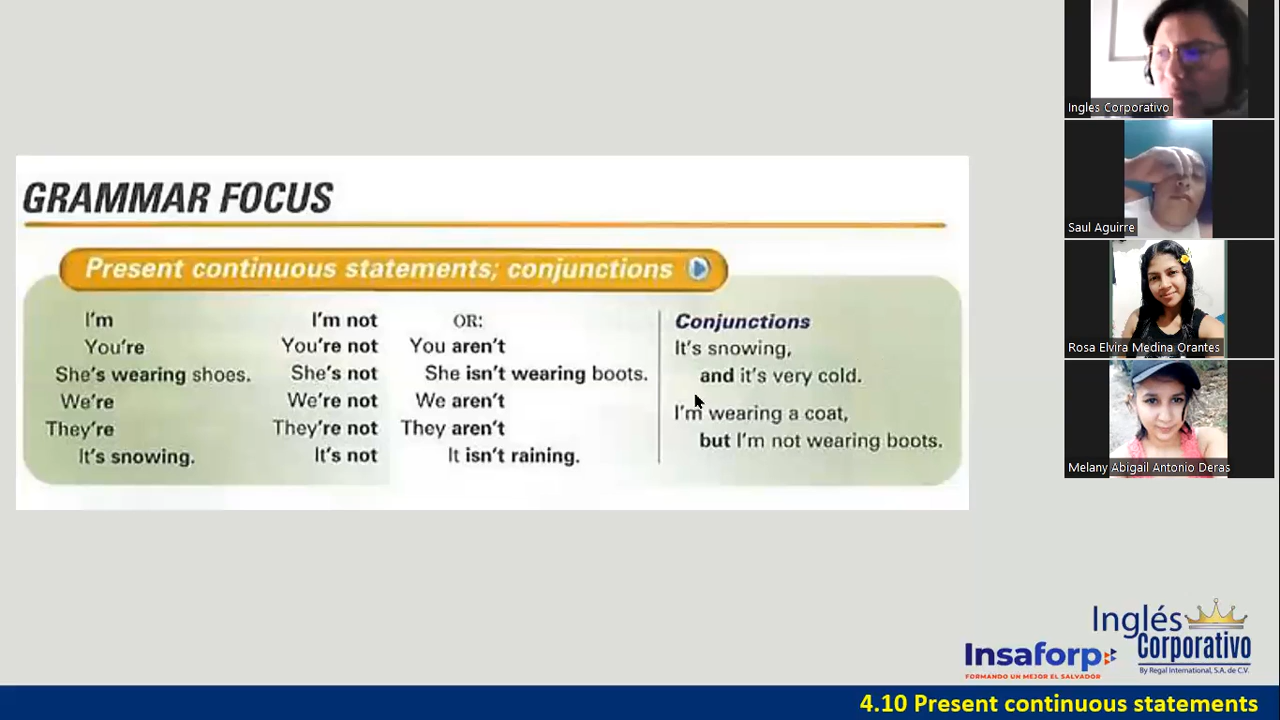 GRAMMAR FOCUS
Present continuous statements; conjunctions
I'm I'm not OR:
You're You're not You aren't
She's wearing shoes. She's not She isn't wearing boots.
We're We're not We aren't
They're They're not They aren't
It's snowing. It's not It isn't raining.
Conjunctions
It's snowing,
and it's very cold.
I'm wearing a coat,
but I'm not wearing boots.
Ingles Corporativo
Saul Aguirre
Rosa Elvira Medina Orantes
Melany Abigail Antonio Deras
Inglés
Corporativo
By Regal International, S.A. de C.V.
Insaforp
FORMANDO UN MEJOR EL SALVADOR
4.10 Present continuous statements